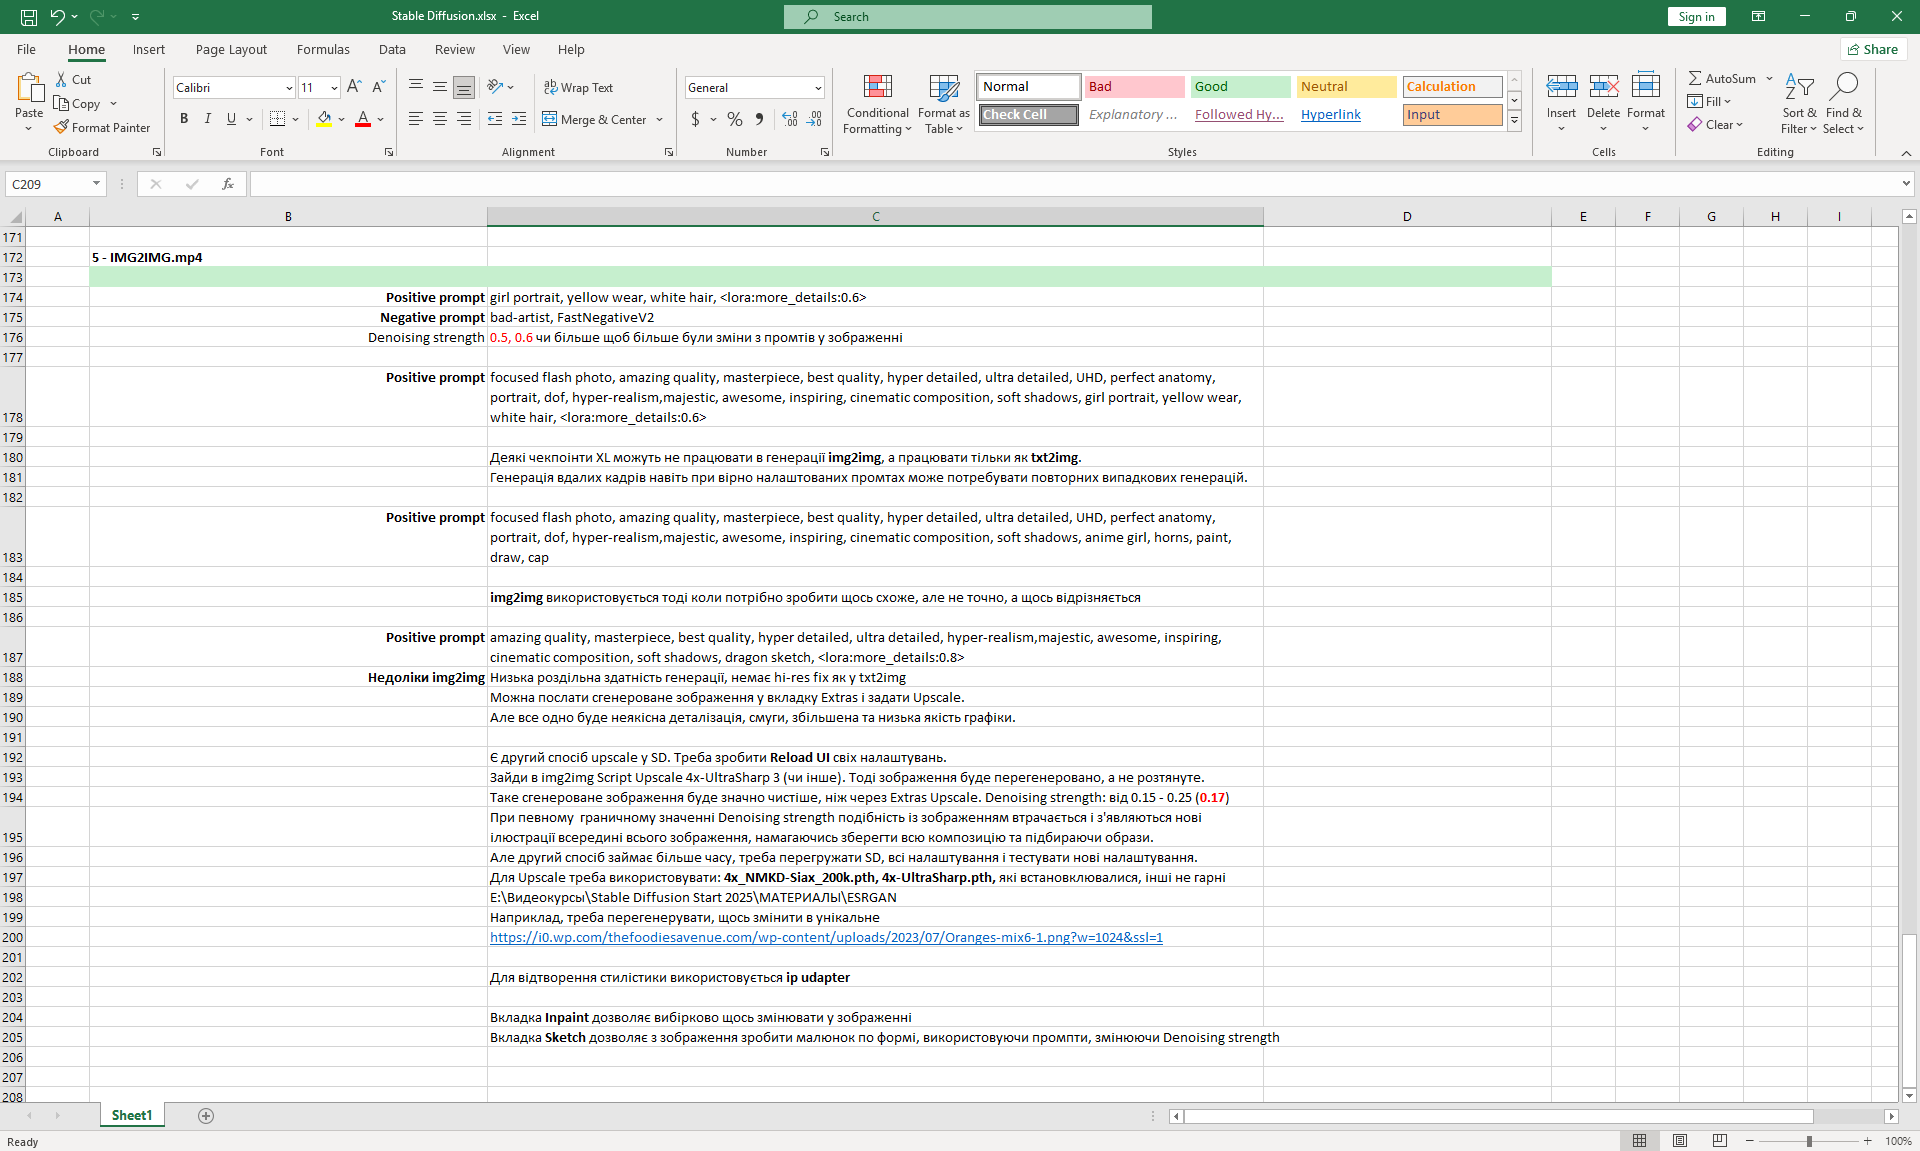 Stable Diffusion.xlsx - Excel
Search
Sign in
File Home Insert Page Layout Formulas Data Review View Help
Share
Paste
Cut
Copy
Format Painter
Clipboard
Calibri 11
B I U
Font
Wrap Text
Merge & Center
Alignment
General
$ % 9
Number
Conditional Formatting
Format as Table
Normal Bad Good Neutral Calculation
Check Cell Explanatory ... Followed Hy... Hyperlink Input
Styles
Insert Delete Format
Cells
AutoSum
Fill
Clear
Sort & Filter
Find & Select
Editing
C209
fx
A B C D E F G H I
171
172 5 - IMG2IMG.mp4
173
174 Positive prompt girl portrait, yellow wear, white hair, <lora:more_details:0.6>
175 Negative prompt bad-artist, FastNegativeV2
176 Denoising strength 0.5, 0.6 чи більше щоб більше були зміни з промтів у зображенні
177
Positive prompt focused flash photo, amazing quality, masterpiece, best quality, hyper detailed, ultra detailed, UHD, perfect anatomy,
portrait, dof, hyper-realism,majestic, awesome, inspiring, cinematic composition, soft shadows, girl portrait, yellow wear,
178 white hair, <lora:more_details:0.6>
179
180 Деякі чекпоінти XL можуть не працювати в генерації img2img, а працювати тільки як txt2img.
181 Генерація вдалих кадрів навіть при вірно налаштованих промтах може потребувати повторних випадкових генерацій.
182
Positive prompt focused flash photo, amazing quality, masterpiece, best quality, hyper detailed, ultra detailed, UHD, perfect anatomy,
portrait, dof, hyper-realism,majestic, awesome, inspiring, cinematic composition, soft shadows, anime girl, horns, paint,
183 draw, cap
184
185 img2img використовується тоді коли потрібно зробити щось схоже, але не точно, а щось відрізняється
186
Positive prompt amazing quality, masterpiece, best quality, hyper detailed, ultra detailed, hyper-realism,majestic, awesome, inspiring,
187 cinematic composition, soft shadows, dragon sketch, <lora:more_details:0.8>
188 Недоліки img2img Низька роздільна здатність генерації, немає hi-res fix як у txt2img
189 Можна послати сгенероване зображення у вкладку Extras і задати Upscale.
190 Але все одно буде неякісна деталізація, смуги, збільшена та низька якість графіки.
191
192 Є другий спосіб upscale у SD. Треба зробити Reload UI свіх налаштувань.
193 Зайди в img2img Script Upscale 4x-UltraSharp 3 (чи інше). Тоді зображення буде перегенеровано, а не розтянуте.
194 Таке сгенероване зображення буде значно чистіше, ніж через Extras Upscale. Denoising strength: від 0.15 - 0.25 (0.17)
При певному  граничному значенні Denoising strength подібність із зображенням втрачається і з'являються нові
195 ілюстрації всередині всього зображення, намагаючись зберегти всю композицію та підбираючи образи.
196 Але другий спосіб займає більше часу, треба перегружати SD, всі налаштування і тестувати нові налаштування.
197 Для Upscale треба використовувати: 4x_NMKD-Siax_200k.pth, 4x-UltraSharp.pth, які встановклювалися, інші не гарні
198 E:\Видеокурсы\Stable Diffusion Start 2025\МАТЕРИАЛЫ\ESRGAN
199 Наприклад, треба перегенерувати, щось змінити в унікальне
200 https://i0.wp.com/thefoodiesavenue.com/wp-content/uploads/2023/07/Oranges-mix6-1.png?w=1024&ssl=1
201
202 Для відтворення стилістики використовується ip udapter
203
204 Вкладка Inpaint дозволяє вибірково щось змінювати у зображенні
205 Вкладка Sketch дозволяє з зображення зробити малюнок по формі, використовуючи промпти, змінюючи Denoising strength
206
207
208
Sheet1
Ready
100%